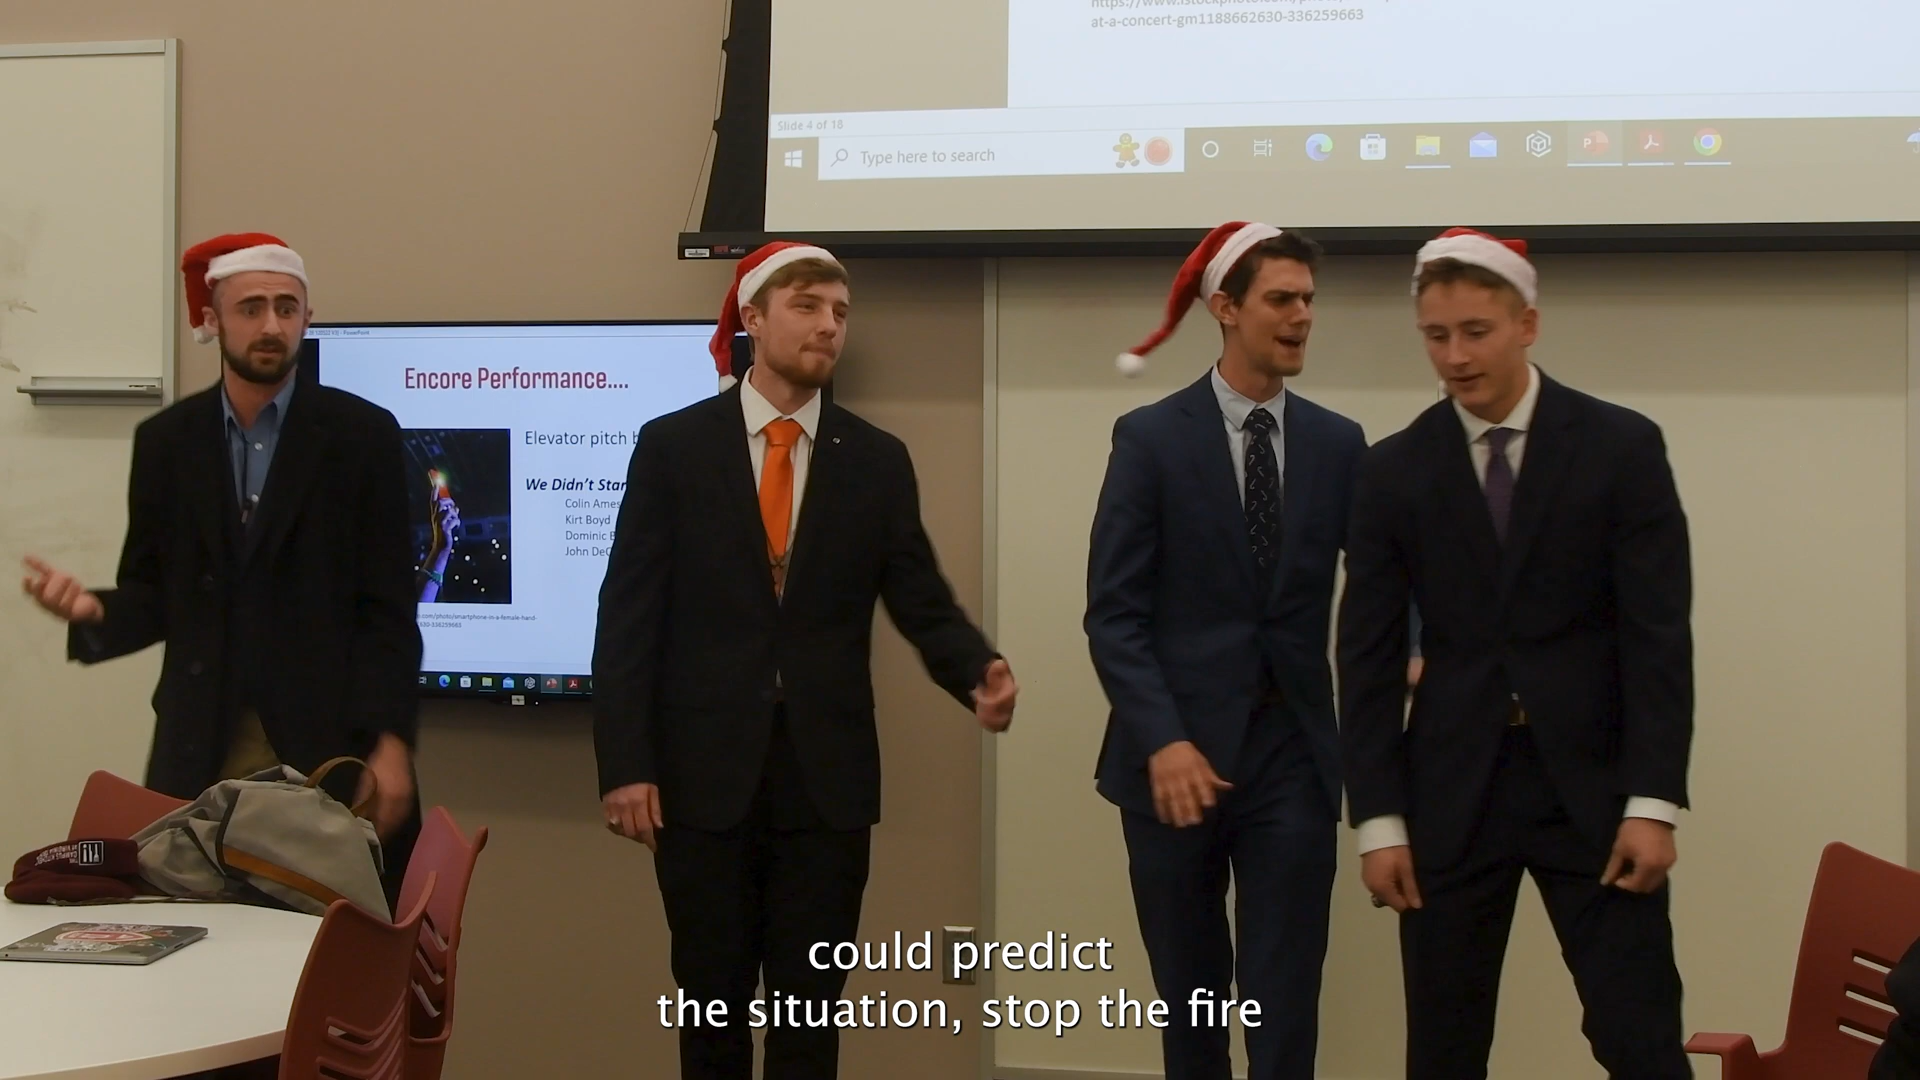 at-a-concert-gm1188662630-336259663
Slide 4 of 18
Type here to search
Encore Performance....
Elevator pitch
We Didn't Star
Colin Ames
Kirt Boyd
Dominic B
John DeC
could predict
the situation, stop the fire